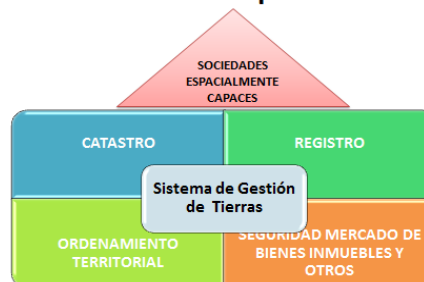 SOCIEDADES
ESPACIALMENTE
CAPACES
CATASTRO
REGISTRO
Sistema de Gestión
de Tierras
ORDENAMIENTO
TERRITORIAL
SEGURIDAD MERCADO DE
BIENES INMUEBLES Y
OTROS